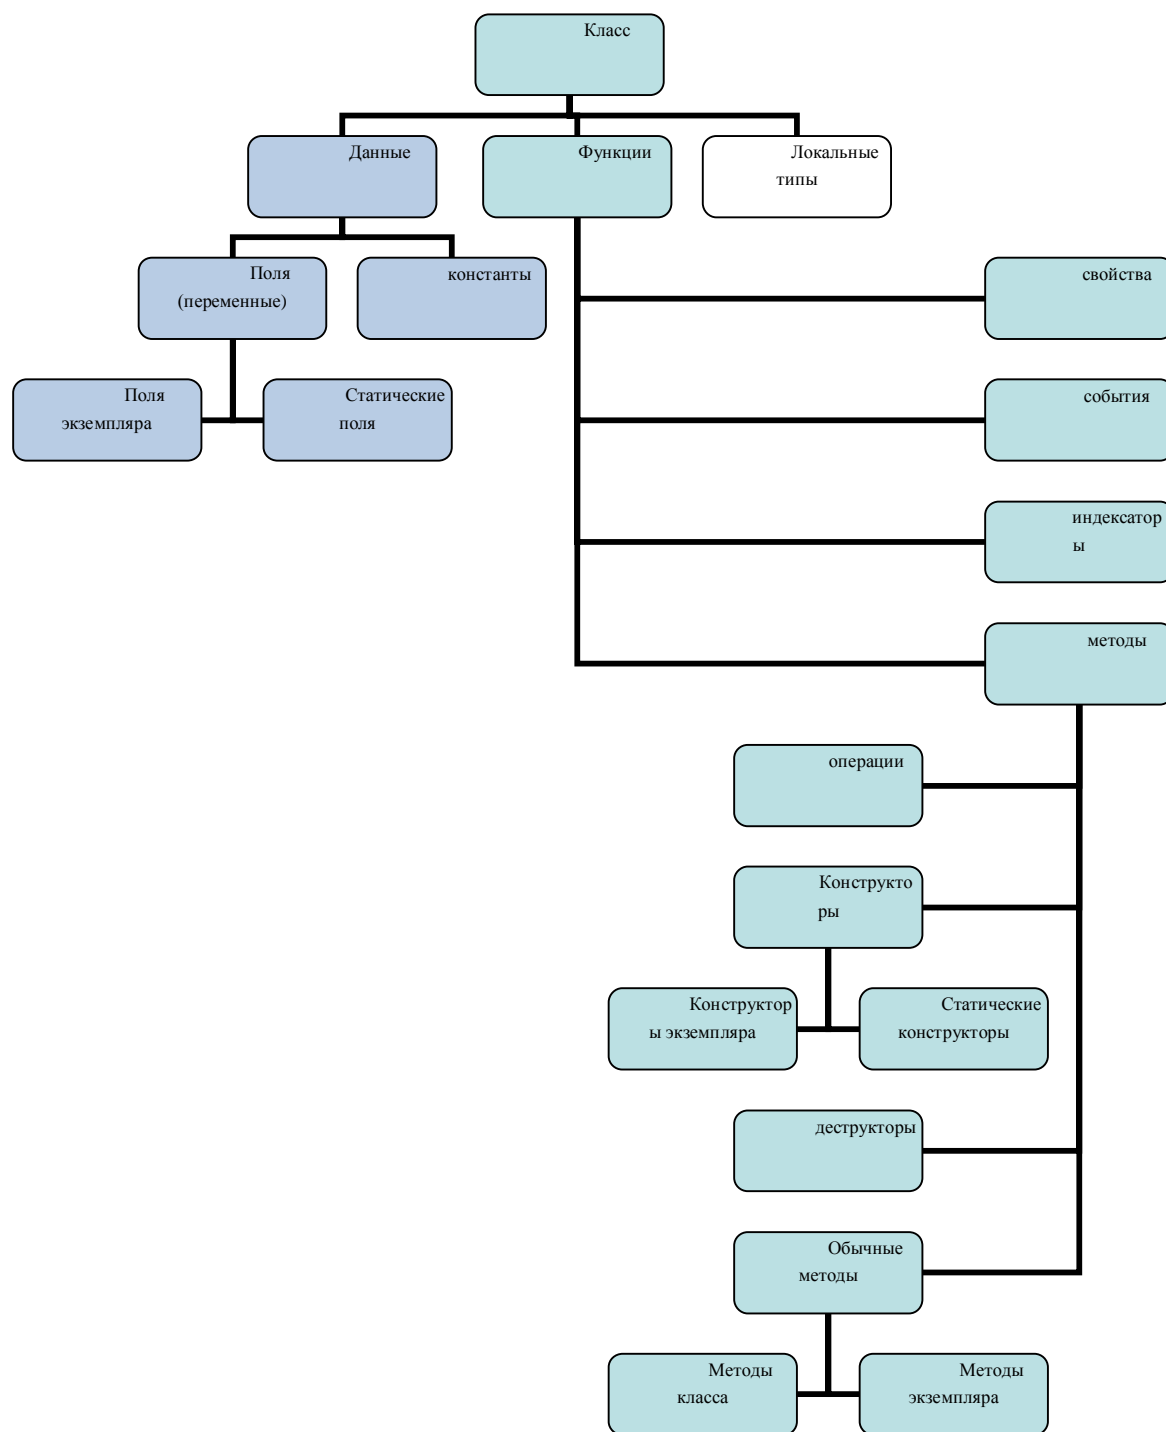 Класс
Данные
Функции
Локальные
типы
Поля
(переменные)
константы
свойства
Поля
экземпляра
Статические
поля
события
индексатор
ы
методы
операции
Конструкто
ры
Конструктор
ы экземпляра
Статические
конструкторы
деструкторы
Обычные
методы
Методы
класса
Методы
экземпляра